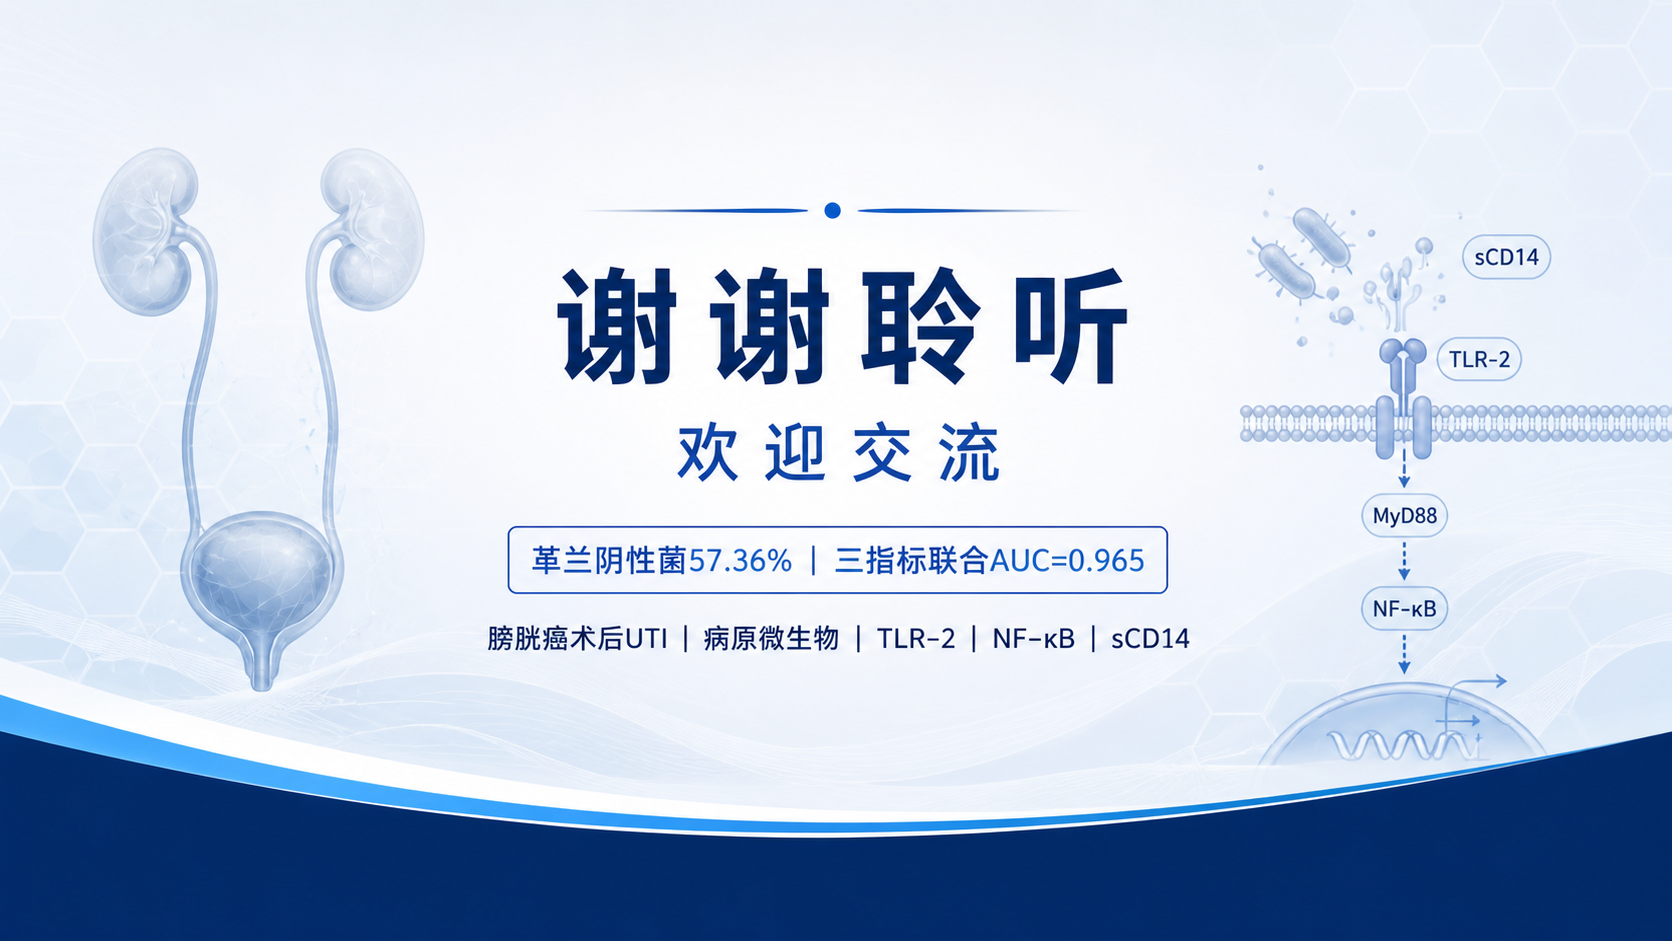 谢谢聆听
欢迎交流
革兰阴性菌57.36% | 三指标联合AUC=0.965
膀胱癌术后UTI | 病原微生物 | TLR-2 | NF-κB | sCD14
sCD14
TLR-2
MyD88
NF-κB